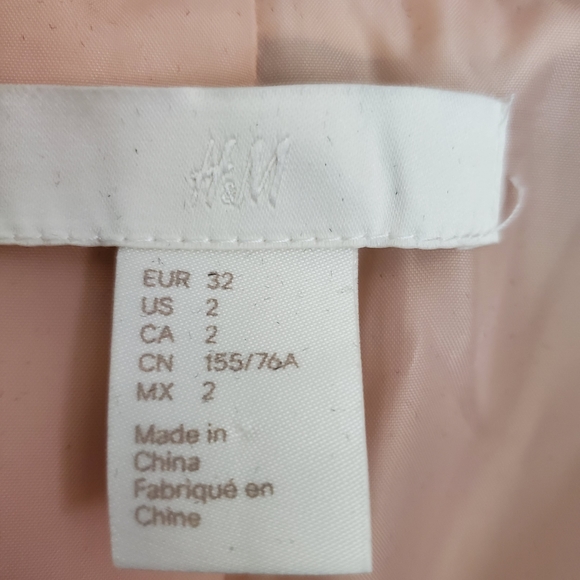 H&M
EUR 32
US 2
CA 2
CN 155/76A
MX 2
Made in
China
Fabriqué en
Chine